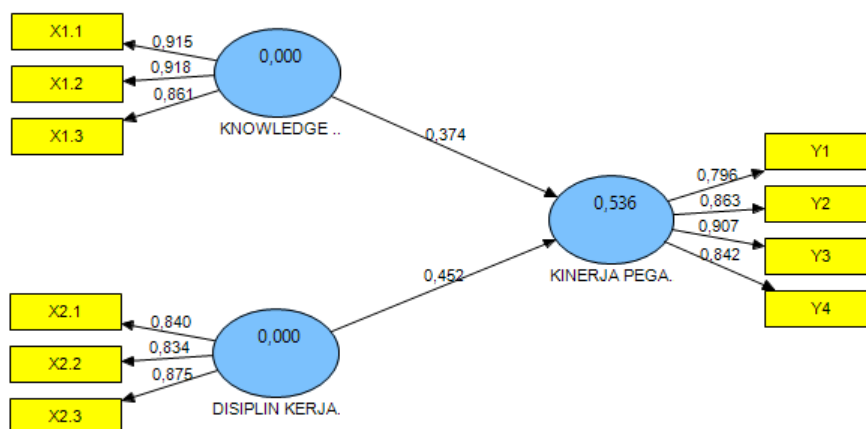 X1.1
0,915
X1.2
0,918
X1.3
0,861
0,000
KNOWLEDGE ..
0,374
Y1
0,796
Y2
0,863
0,536
0,907
Y3
0,842
KINERJA PEGA.
Y4
0,452
X2.1
0,840
X2.2
0,834
X2.3
0,875
0,000
DISIPLIN KERJA.